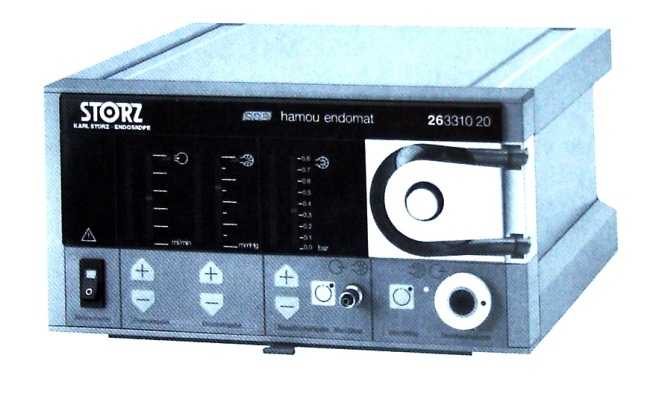 STORZ
KARL STORZ - ENDOSKOPE
SCB hamou endomat
26331020
ml/min
mmHg
0.8
0.7
0.6
0.5
0.4
0.3
0.2
0.1
0.0 bar
+ + +
− − −